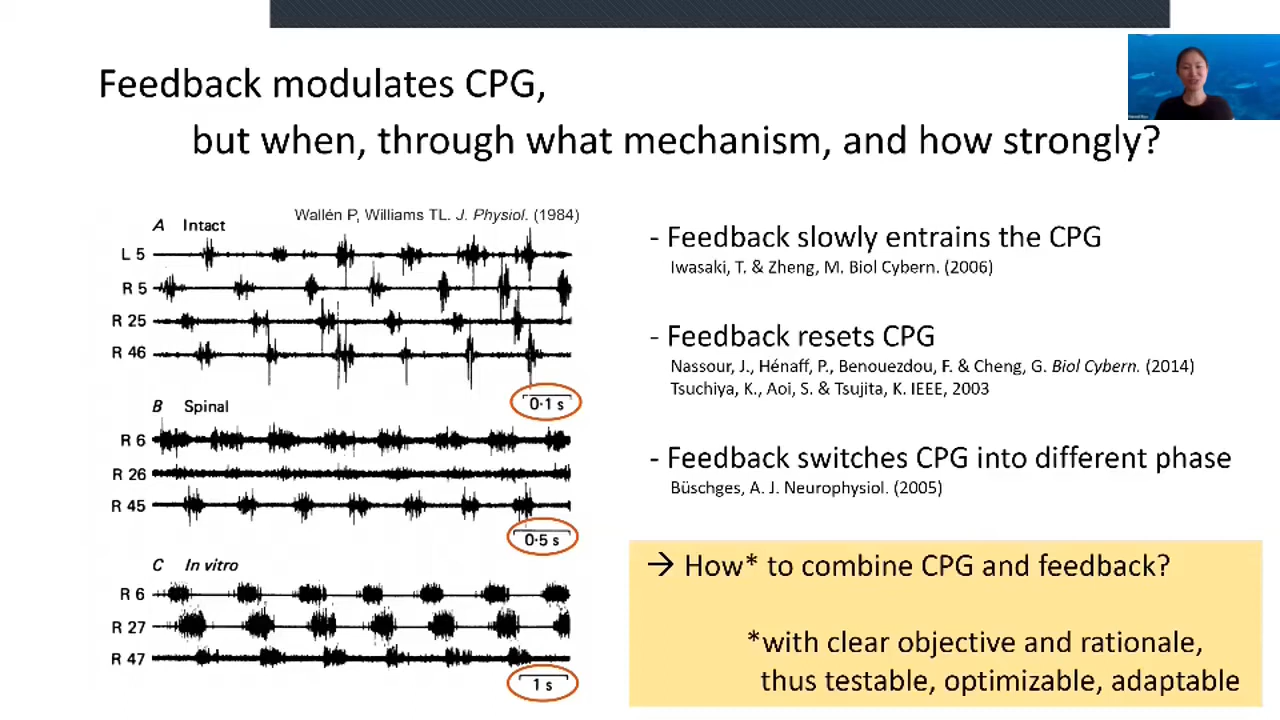 Feedback modulates CPG,
but when, through what mechanism, and how strongly?
Wallén P, Williams TL. J. Physiol. (1984)
A Intact
L 5
R 5
R 25
R 46
0·1 s
B Spinal
R 6
R 26
R 45
0·5 s
C In vitro
R 6
R 27
R 47
1 s
- Feedback slowly entrains the CPG
Iwasaki, T. & Zheng, M. Biol Cybern. (2006)
- Feedback resets CPG
Nassour, J., Hénaff, P., Benouezdou, F. & Cheng, G. Biol Cybern. (2014)
Tsuchiya, K., Aoi, S. & Tsujita, K. IEEE, 2003
- Feedback switches CPG into different phase
Büschges, A. J. Neurophysiol. (2005)
→ How* to combine CPG and feedback?
*with clear objective and rationale,
thus testable, optimizable, adaptable